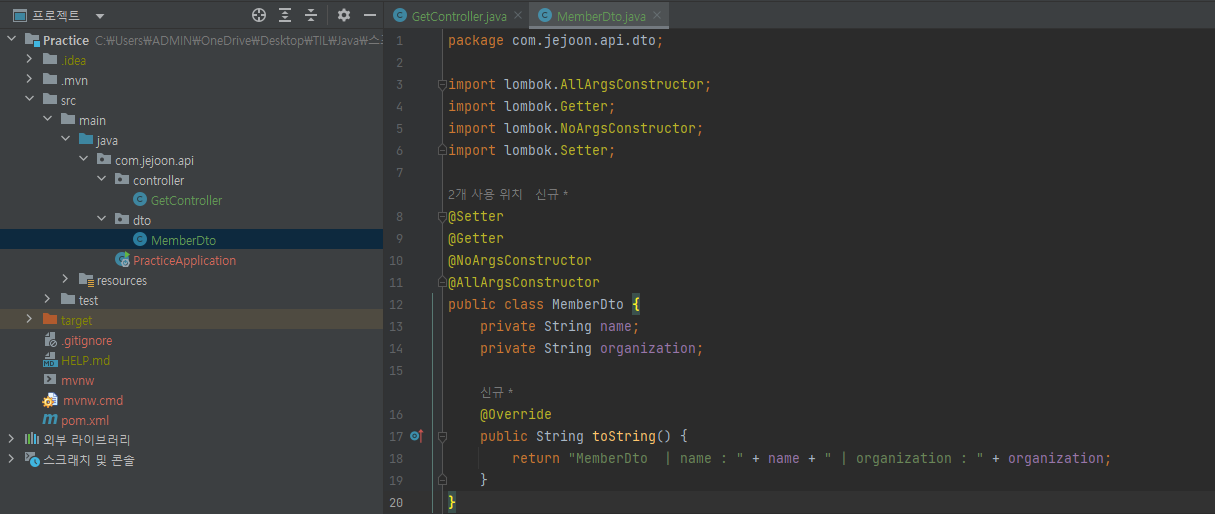 프로젝트
Practice C:₩Users₩ADMIN₩OneDrive₩Desktop₩TIL₩Java₩스
.idea
.mvn
src
main
java
com.jejoon.api
controller
GetController
dto
MemberDto
PracticeApplication
resources
test
target
.gitignore
HELP.md
mvnw
mvnw.cmd
pom.xml
외부 라이브러리
스크래치 및 콘솔
GetController.java
MemberDto.java
1 package com.jejoon.api.dto;
2
3 import lombok.AllArgsConstructor;
4 import lombok.Getter;
5 import lombok.NoArgsConstructor;
6 import lombok.Setter;
7
2개 사용 위치 신규 *
8 @Setter
9 @Getter
10 @NoArgsConstructor
11 @AllArgsConstructor
12 public class MemberDto {
13 private String name;
14 private String organization;
15
신규 *
16 @Override
17 public String toString() {
18 return "MemberDto  | name : " + name + " | organization : " + organization;
19 }
20 }